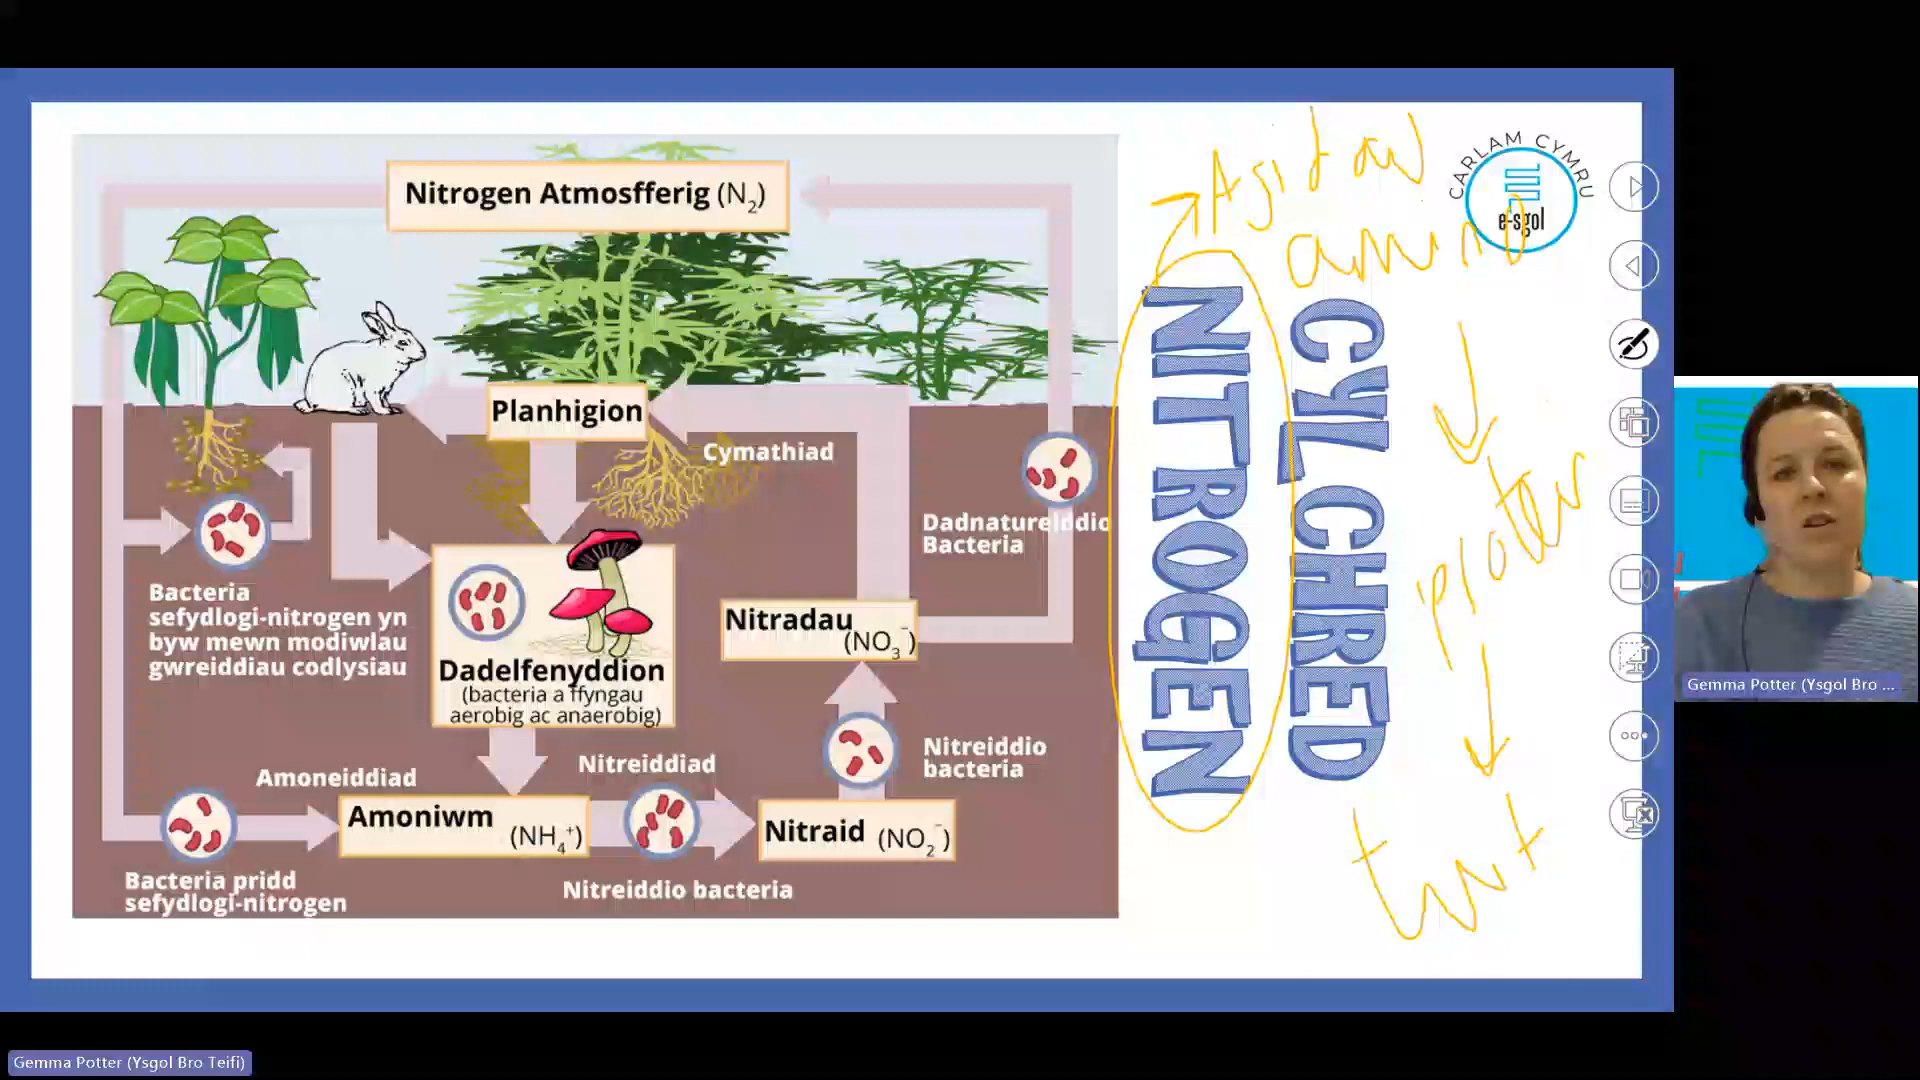 Nitrogen Atmosfferig (N₂)
Planhigion
Cymathiad
Dadnatureiddio
Bacteria
Bacteria
sefydlogi-nitrogen yn
byw mewn modiwlau
gwreiddiau codlysiau
Dadelfenyddion
(bacteria a ffyngau
aerobig ac anaerobig)
Nitradau
(NO₃⁻)
Nitreiddio
bacteria
Amoneiddiad
Nitreiddiad
Amoniwm
(NH₄⁺)
Nitraid (NO₂⁻)
Bacteria pridd
sefydlogi-nitrogen
Nitreiddio bacteria
CYLCHRED
NITROGEN
Asidau
amino
protein
twf
CARLAM CYMRU
e-sgol
Gemma Potter (Ysgol Bro ...
Gemma Potter (Ysgol Bro Teifi)